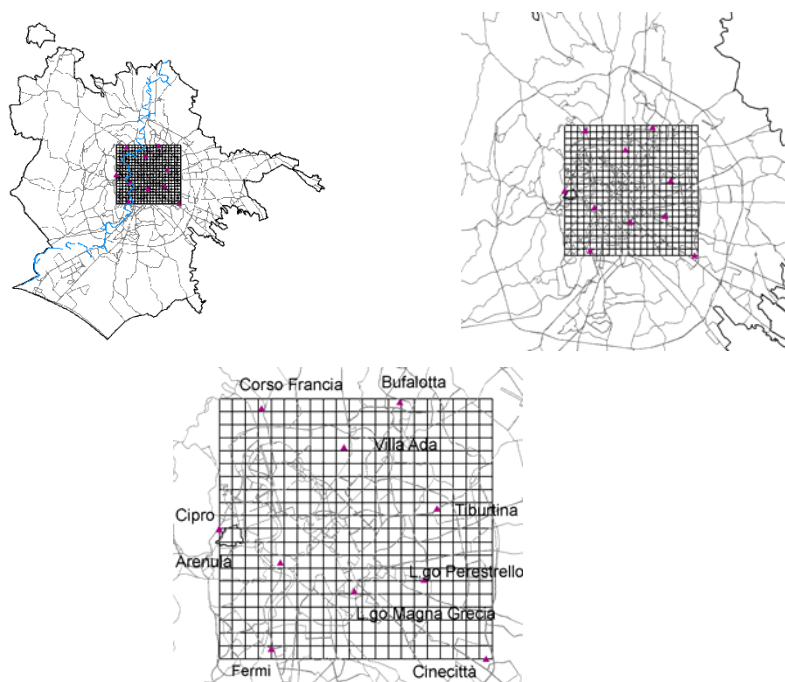 Corso Francia
Bufalotta
Villa Ada
Tiburtina
Cipro
Arenula
L.go Perestrello
L.go Magna Grecia
Fermi
Cinecittà